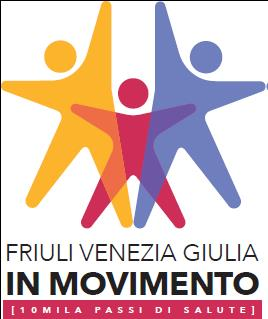 FRIULI VENEZIA GIULIA
IN MOVIMENTO
[10MILA PASSI DI SALUTE]